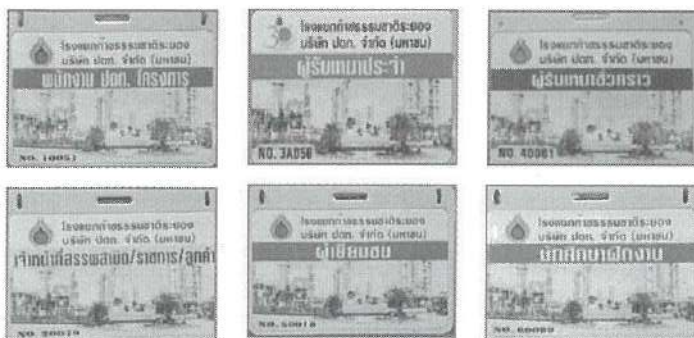 โรงแยกก๊าซธรรมชาติระยอง
บริษัท ปตท. จำกัด (มหาชน)
พนักงาน ปตท. โครงการ
NO. 10051
โรงแยกก๊าซธรรมชาติระยอง
บริษัท ปตท. จำกัด (มหาชน)
ผู้รับเหมาประจำ
NO. 3A056
โรงแยกก๊าซธรรมชาติระยอง
บริษัท ปตท. จำกัด (มหาชน)
ผู้รับเหมาชั่วคราว
NO. 40081
โรงแยกก๊าซธรรมชาติระยอง
บริษัท ปตท. จำกัด (มหาชน)
เจ้าหน้าที่สรรพสามิต/ราชการ/ลูกค้า
โรงแยกก๊าซธรรมชาติระยอง
บริษัท ปตท. จำกัด (มหาชน)
ผู้เยี่ยมชม
NO. 50018
โรงแยกก๊าซธรรมชาติระยอง
บริษัท ปตท. จำกัด (มหาชน)
นักศึกษาฝึกงาน